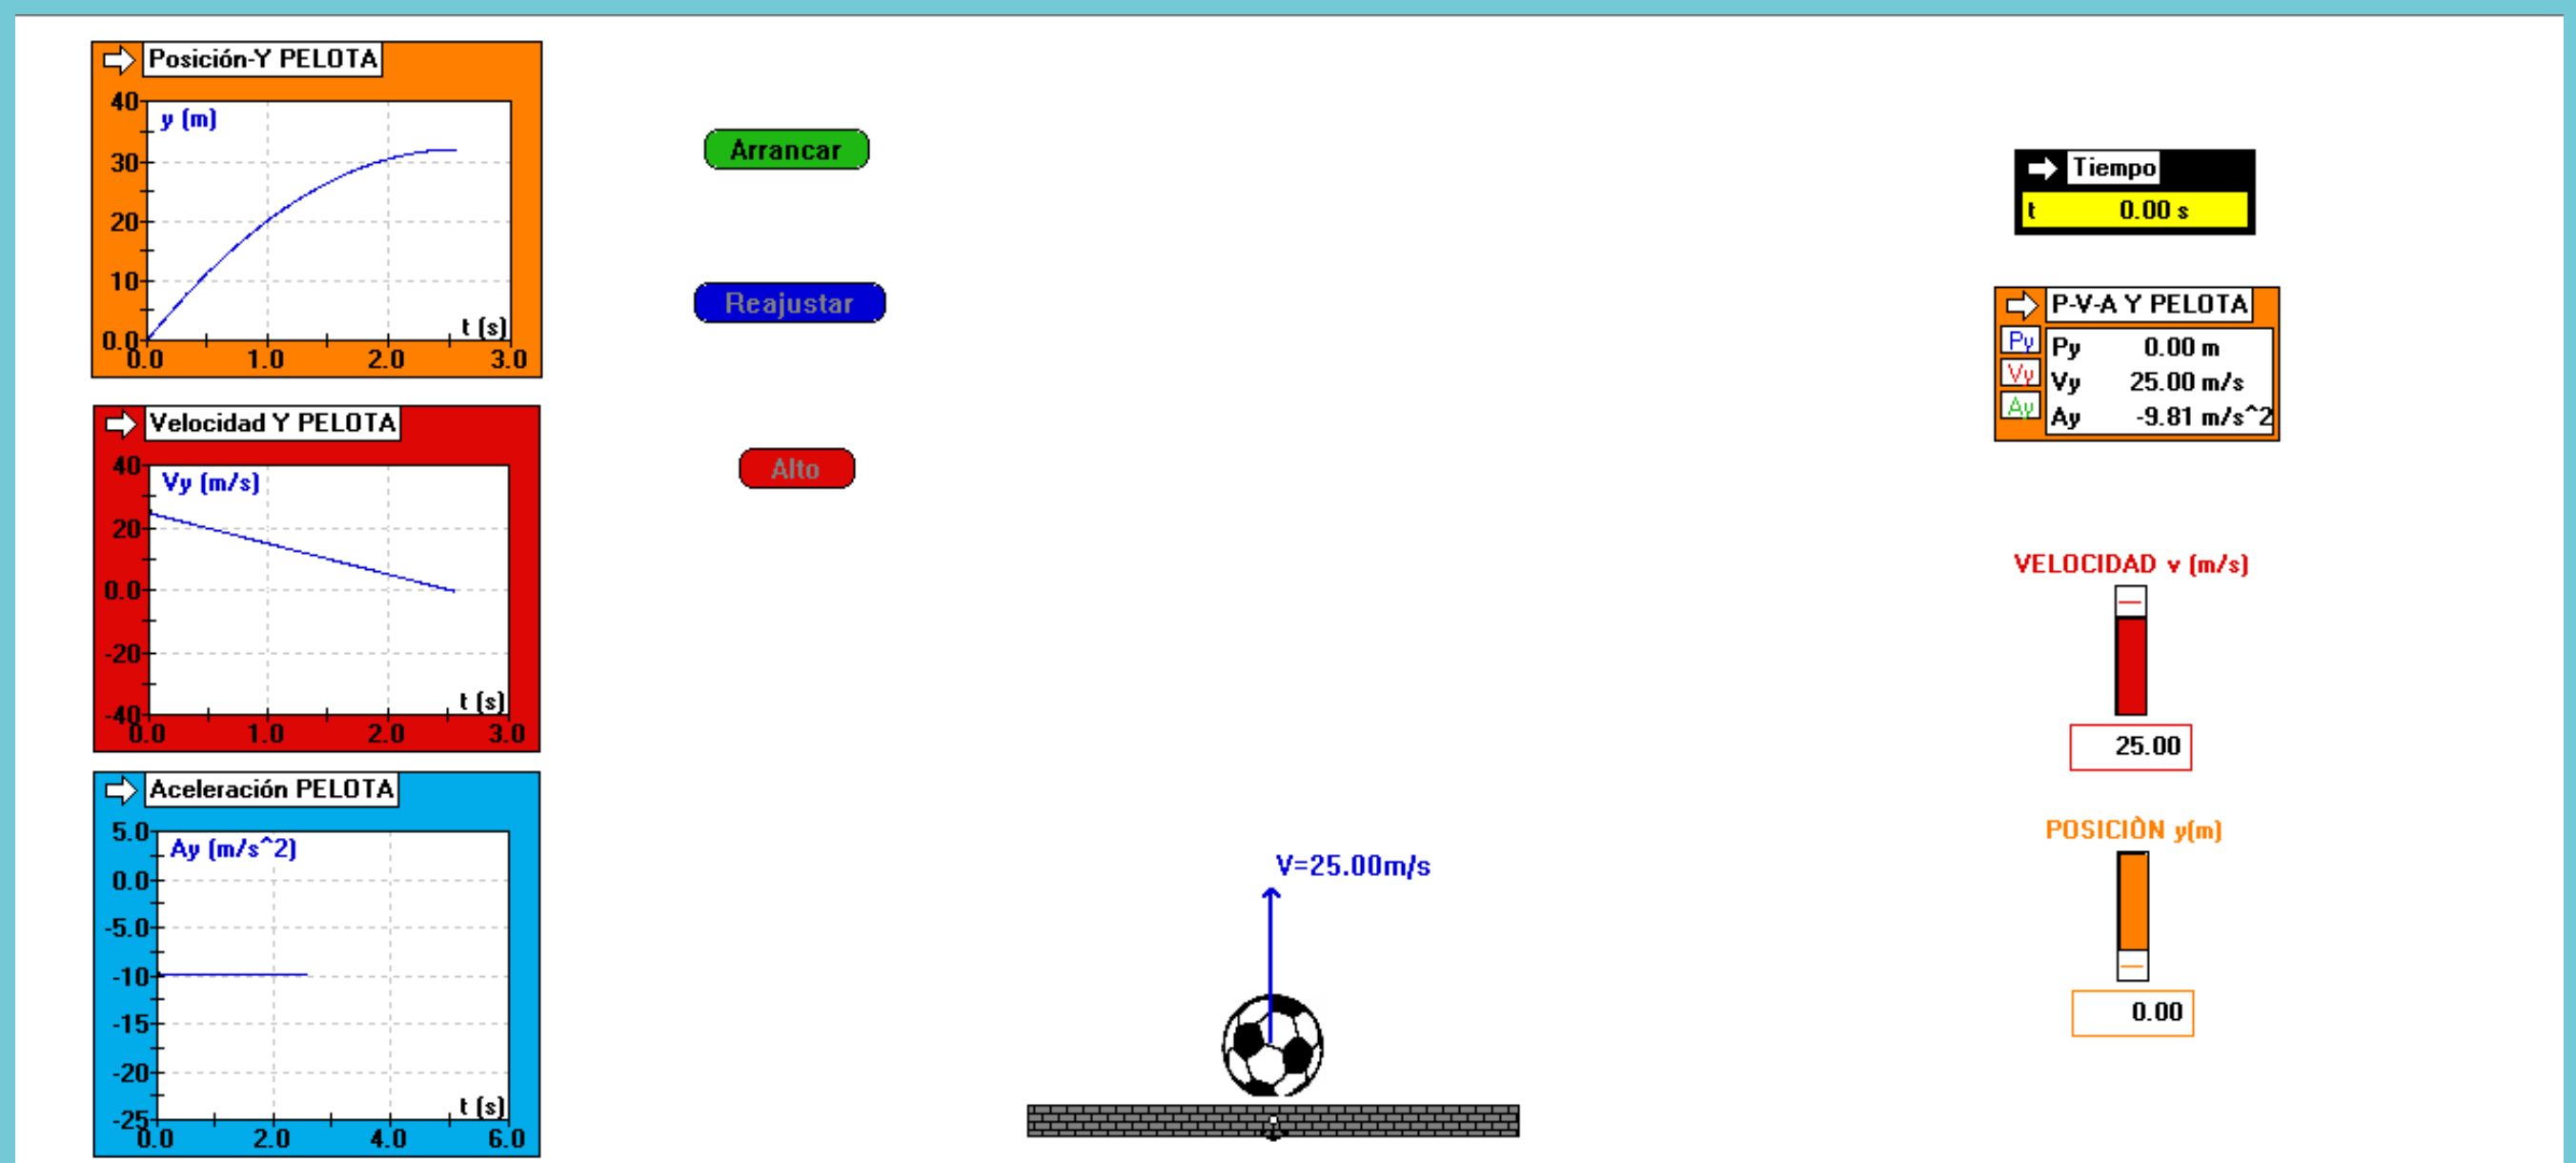 Posición-Y PELOTA
y (m)
40
30
20
10
0.0
t (s)
0.0 1.0 2.0 3.0
Velocidad Y PELOTA
Vy (m/s)
40
20
0.0
-20
-40
t (s)
0.0 1.0 2.0 3.0
Aceleración PELOTA
Ay (m/s^2)
5.0
0.0
-5.0
-10
-15
-20
-25
t (s)
0.0 2.0 4.0 6.0
Arrancar
Reajustar
Alto
V=25.00m/s
Tiempo
t 0.00 s
P-V-A Y PELOTA
Py Py 0.00 m
Vy Vy 25.00 m/s
Ay Ay -9.81 m/s^2
VELOCIDAD v (m/s)
25.00
POSICIÒN y(m)
0.00